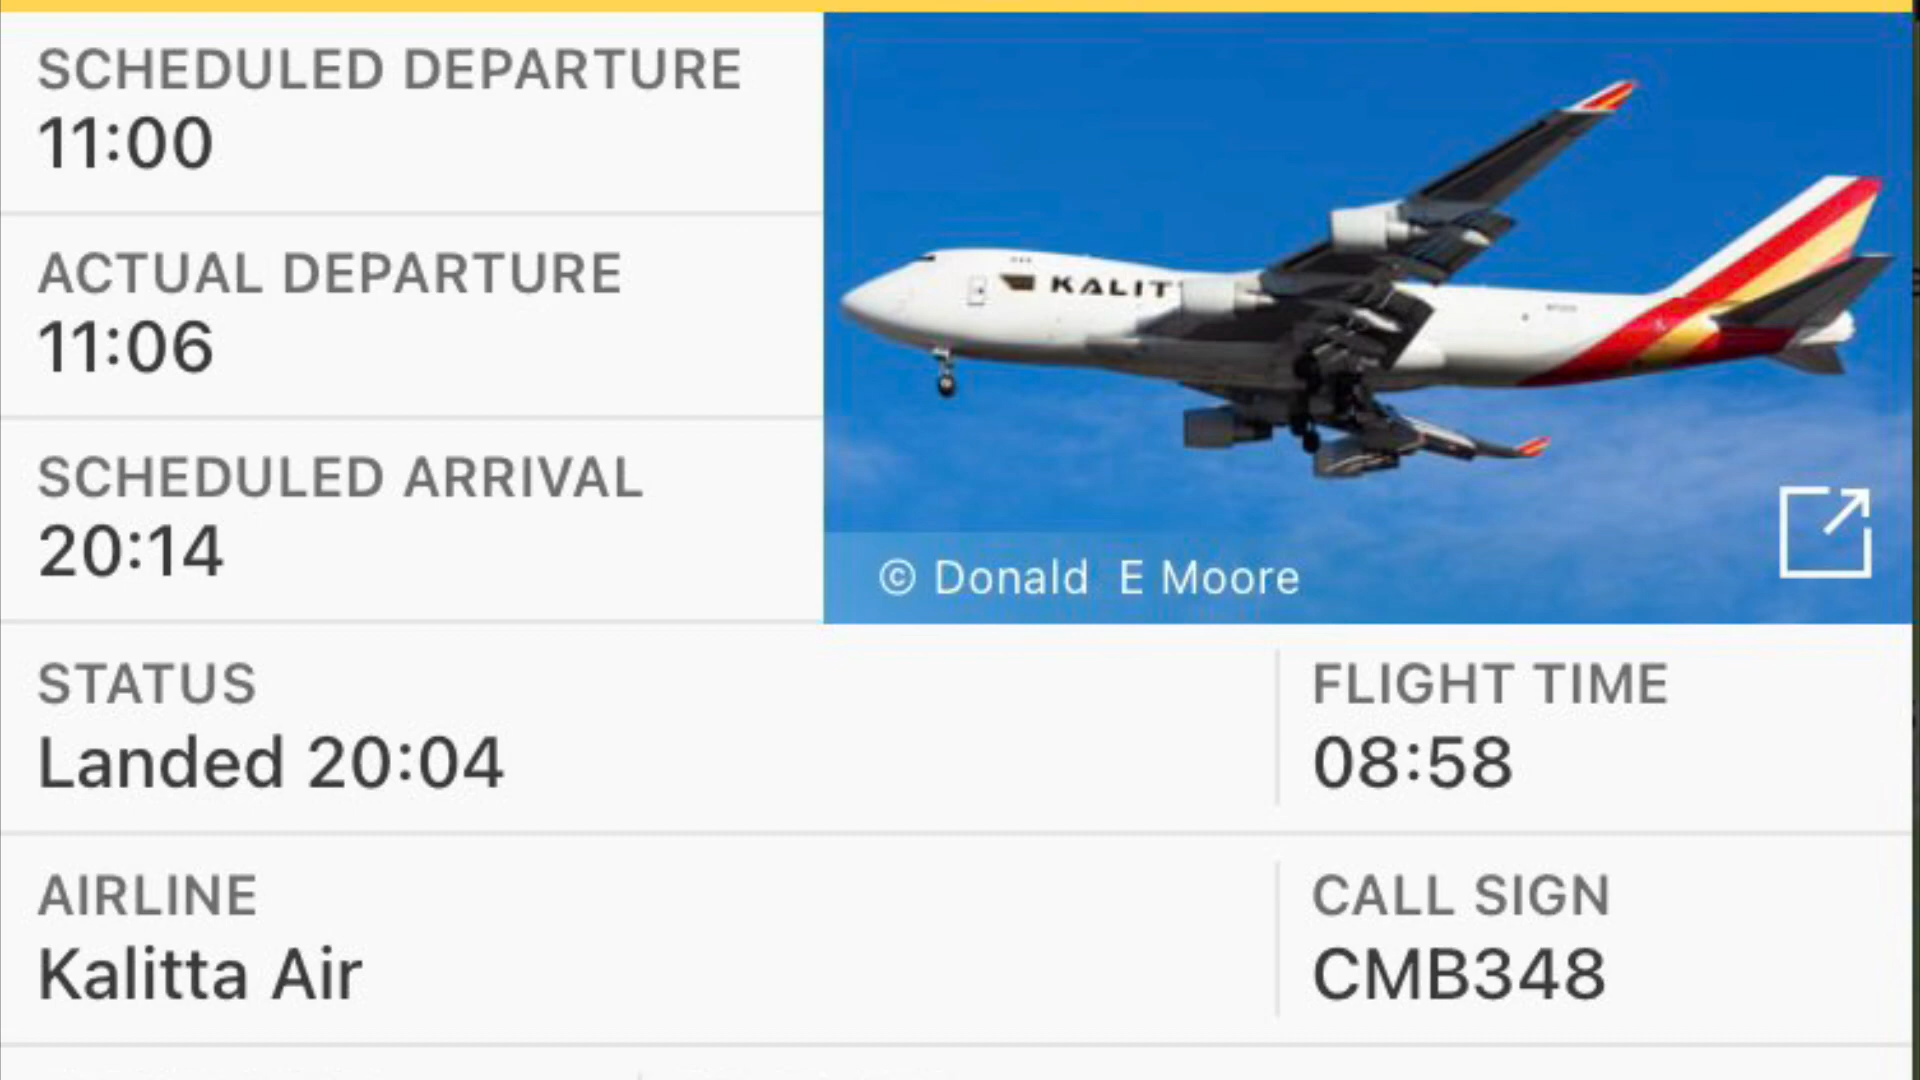 SCHEDULED DEPARTURE
11:00
ACTUAL DEPARTURE
11:06
SCHEDULED ARRIVAL
20:14
KALIT
© Donald E Moore
STATUS
Landed 20:04
FLIGHT TIME
08:58
AIRLINE
Kalitta Air
CALL SIGN
CMB348